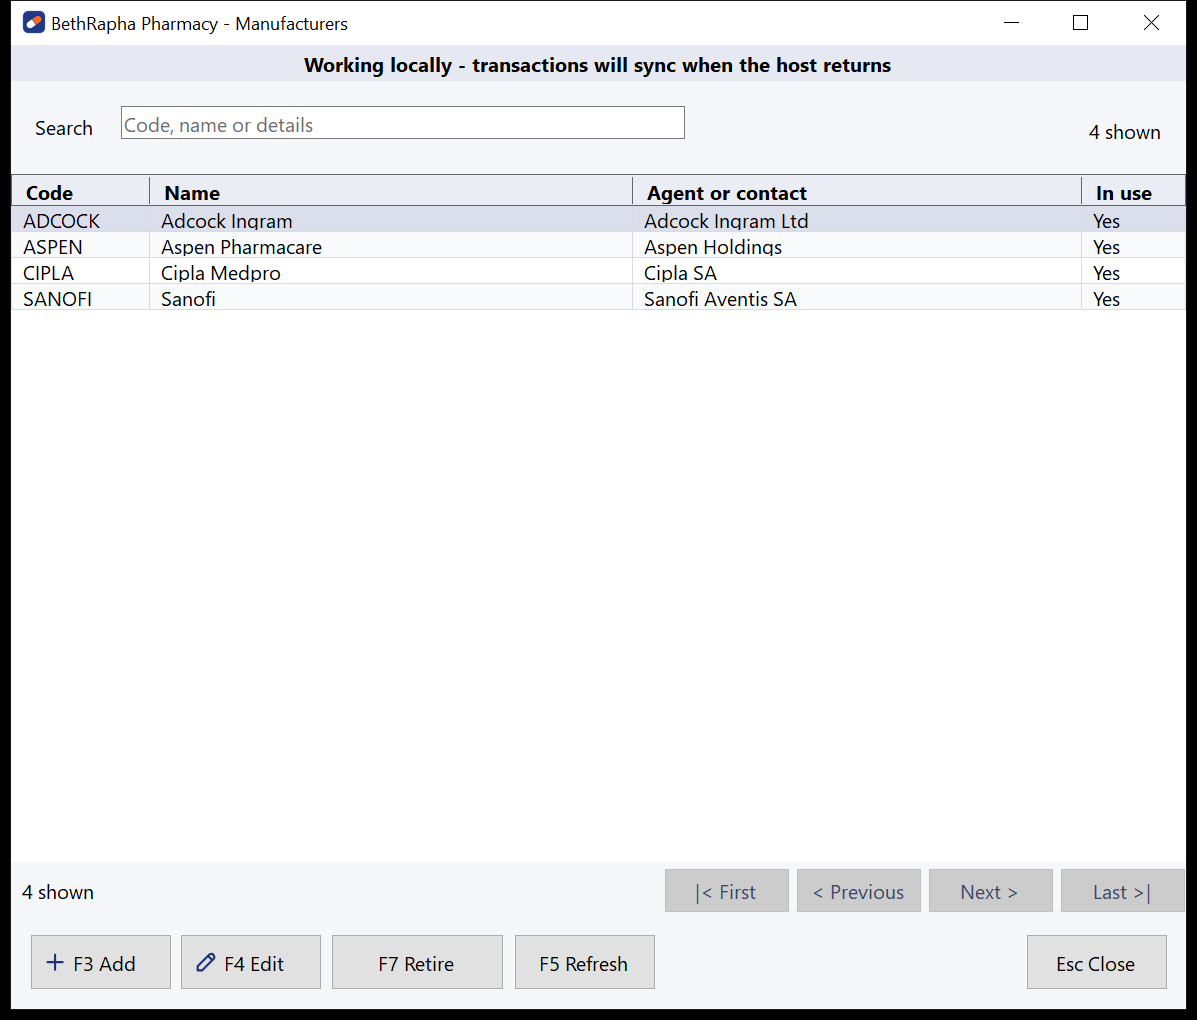 BethRapha Pharmacy - Manufacturers
Working locally - transactions will sync when the host returns
Search Code, name or details 4 shown
Code Name Agent or contact In use
ADCOCK Adcock Ingram Adcock Ingram Ltd Yes
ASPEN Aspen Pharmacare Aspen Holdings Yes
CIPLA Cipla Medpro Cipla SA Yes
SANOFI Sanofi Sanofi Aventis SA Yes
4 shown |< First < Previous Next > Last >|
F3 Add F4 Edit F7 Retire F5 Refresh Esc Close